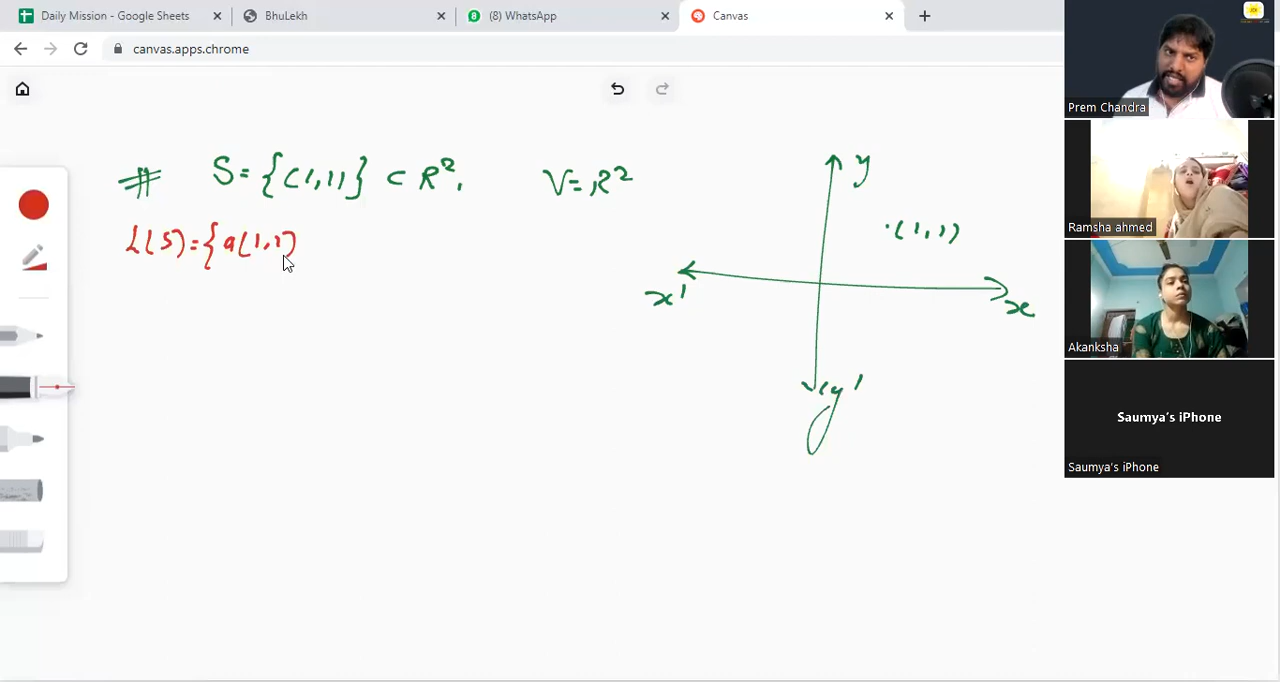 Daily Mission - Google Sheets
BhuLekh
(8) WhatsApp
Canvas
canvas.apps.chrome
# S = {(1,1)} ⊂ R², V = R²
L(S) = {a(1,1)
y
(1,1)
x'
x
y'
Prem Chandra
Ramsha ahmed
Akanksha
Saumya's iPhone
Saumya's iPhone